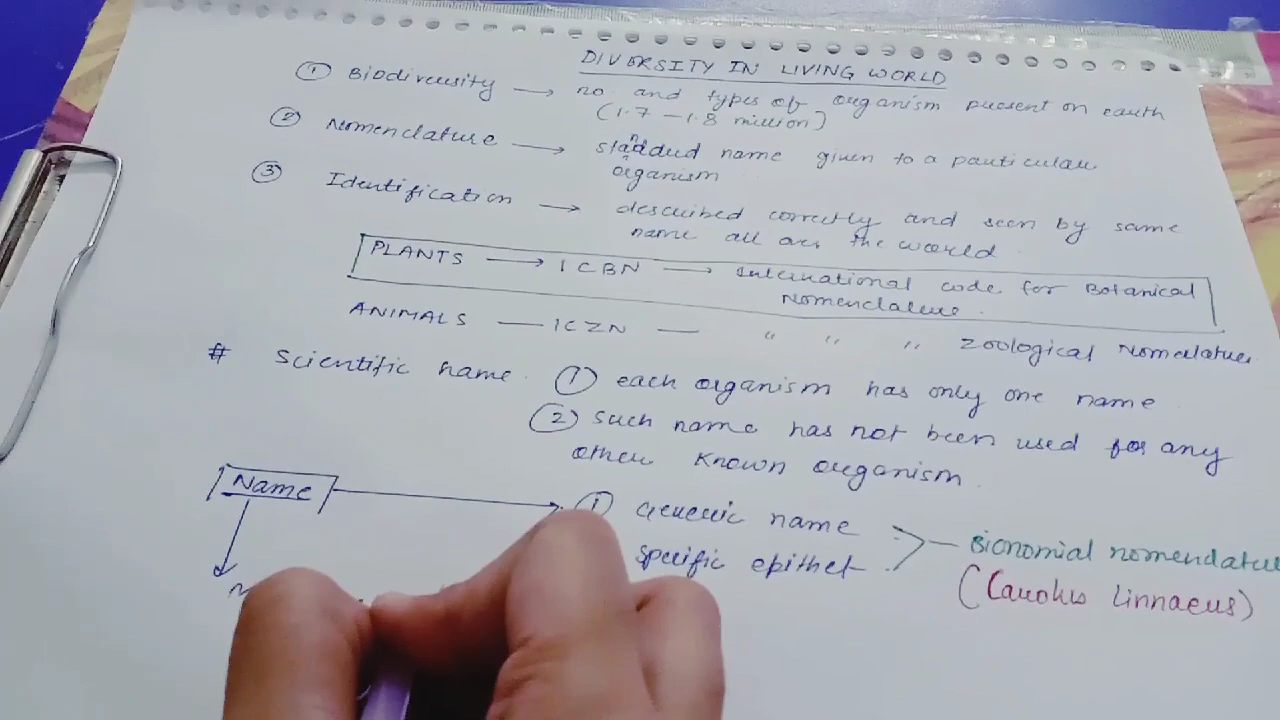 DIVERSITY IN LIVING WORLD
① Biodiversity → no and types of organism present on earth
(1.7 – 1.8 million)
② Nomenclature → standded name given to a particular
organism
③ Identification → described correctly and seen by same
name all over the world.
PLANTS → ICBN → International code for Botanical
Nomenclature.
ANIMALS — ICZN — " " " Zoological Nomenclature
# Scientific name. ① each organism has only one name
② such name has not been used for any
other known organism.
Name → ① Generic name
specific epithet
Bionomial nomenclature
(Carolus Linnaeus)